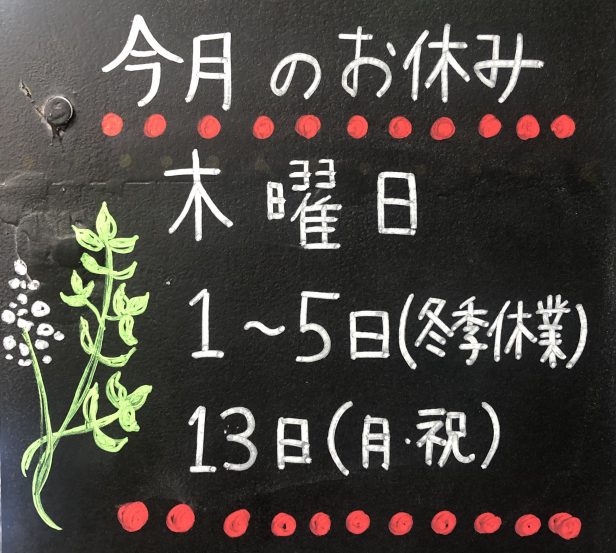 今月のお休み
木曜日
1～5日(冬季休業)
13日(月·祝)